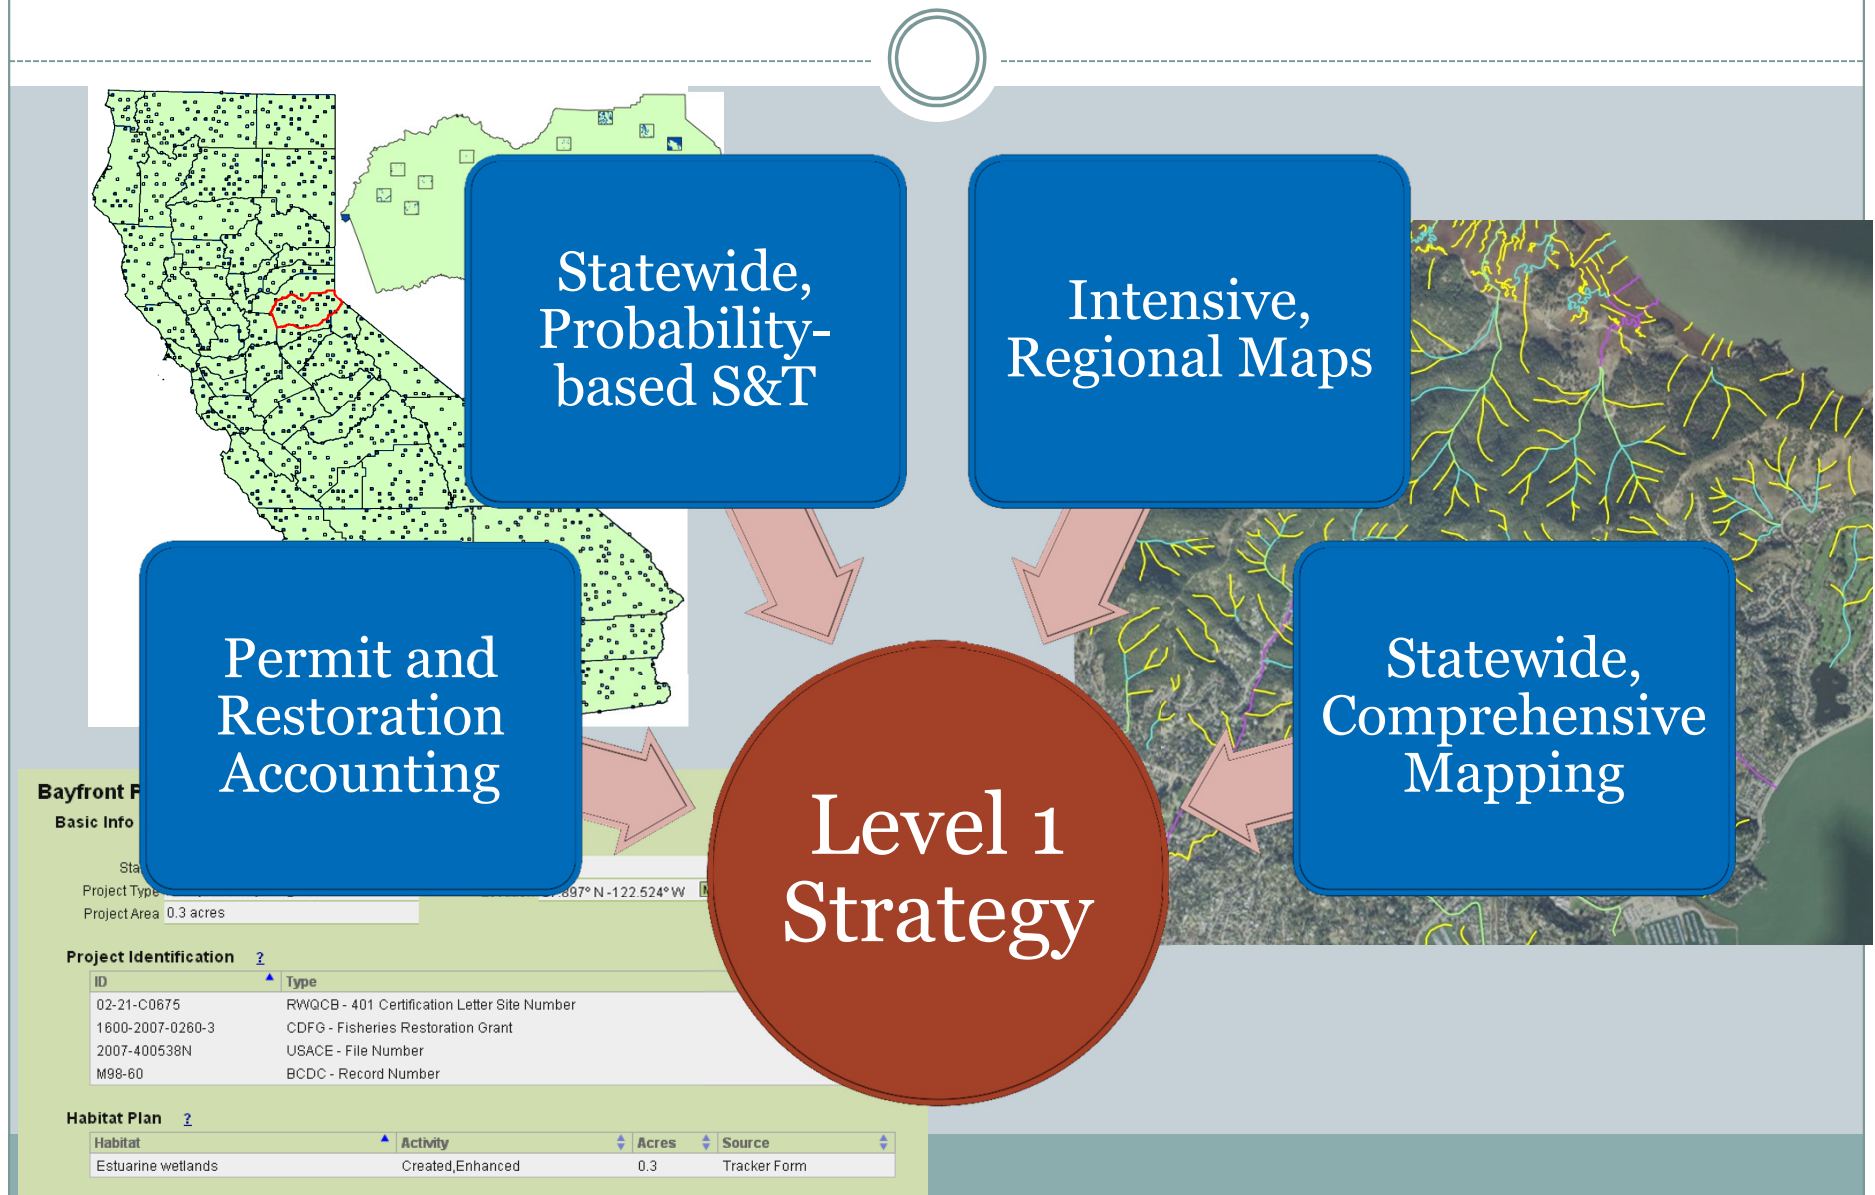 Statewide,
Probability-
based S&T
Intensive,
Regional Maps
Permit and
Restoration
Accounting
Statewide,
Comprehensive
Mapping
Level 1
Strategy
Bayfront
Basic Info
Project Type
897° N -122.524° W
Project Area 0.3 acres
Project Identification ?
ID Type
02-21-C0675 RWQCB - 401 Certification Letter Site Number
1600-2007-0260-3 CDFG - Fisheries Restoration Grant
2007-400538N USACE - File Number
M98-60 BCDC - Record Number
Habitat Plan ?
Habitat Activity Acres Source
Estuarine wetlands Created,Enhanced 0.3 Tracker Form